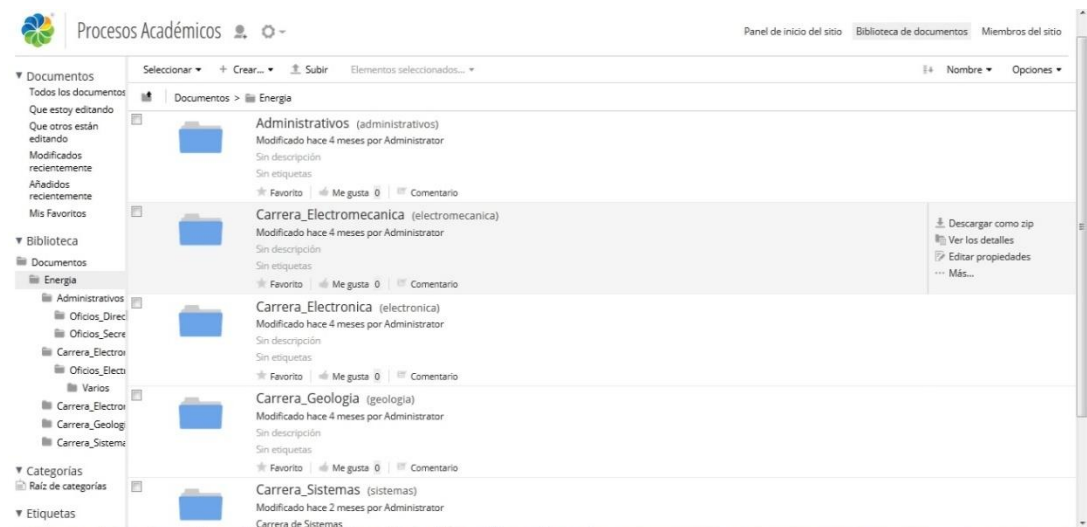 Procesos Académicos
Panel de inicio del sitio Biblioteca de documentos Miembros del sitio
Documentos
Todos los documentos
Que estoy editando
Que otros están
editando
Modificados
recientemente
Añadidos
recientemente
Mis Favoritos
Biblioteca
Documentos
Energia
Administrativos
Oficios_Direc
Oficios_Secre
Carrera_Electror
Oficios_Electr
Varios
Carrera_Electror
Carrera_Geologi
Carrera_Sistema
Categorías
Raíz de categorías
Etiquetas
Seleccionar + Crear... Subir Elementos seleccionados... Nombre Opciones
Documentos > Energia
Administrativos (administrativos)
Modificado hace 4 meses por Administrator
Sin descripción
Sin etiquetas
Favorito Me gusta 0 Comentario
Carrera_Electromecanica (electromecanica)
Modificado hace 4 meses por Administrator
Sin descripción
Sin etiquetas
Favorito Me gusta 0 Comentario
Descargar como zip
Ver los detalles
Editar propiedades
Más...
Carrera_Electronica (electronica)
Modificado hace 4 meses por Administrator
Sin descripción
Sin etiquetas
Favorito Me gusta 0 Comentario
Carrera_Geologia (geologia)
Modificado hace 4 meses por Administrator
Sin descripción
Sin etiquetas
Favorito Me gusta 0 Comentario
Carrera_Sistemas (sistemas)
Modificado hace 2 meses por Administrator
Carrera de Sistemas